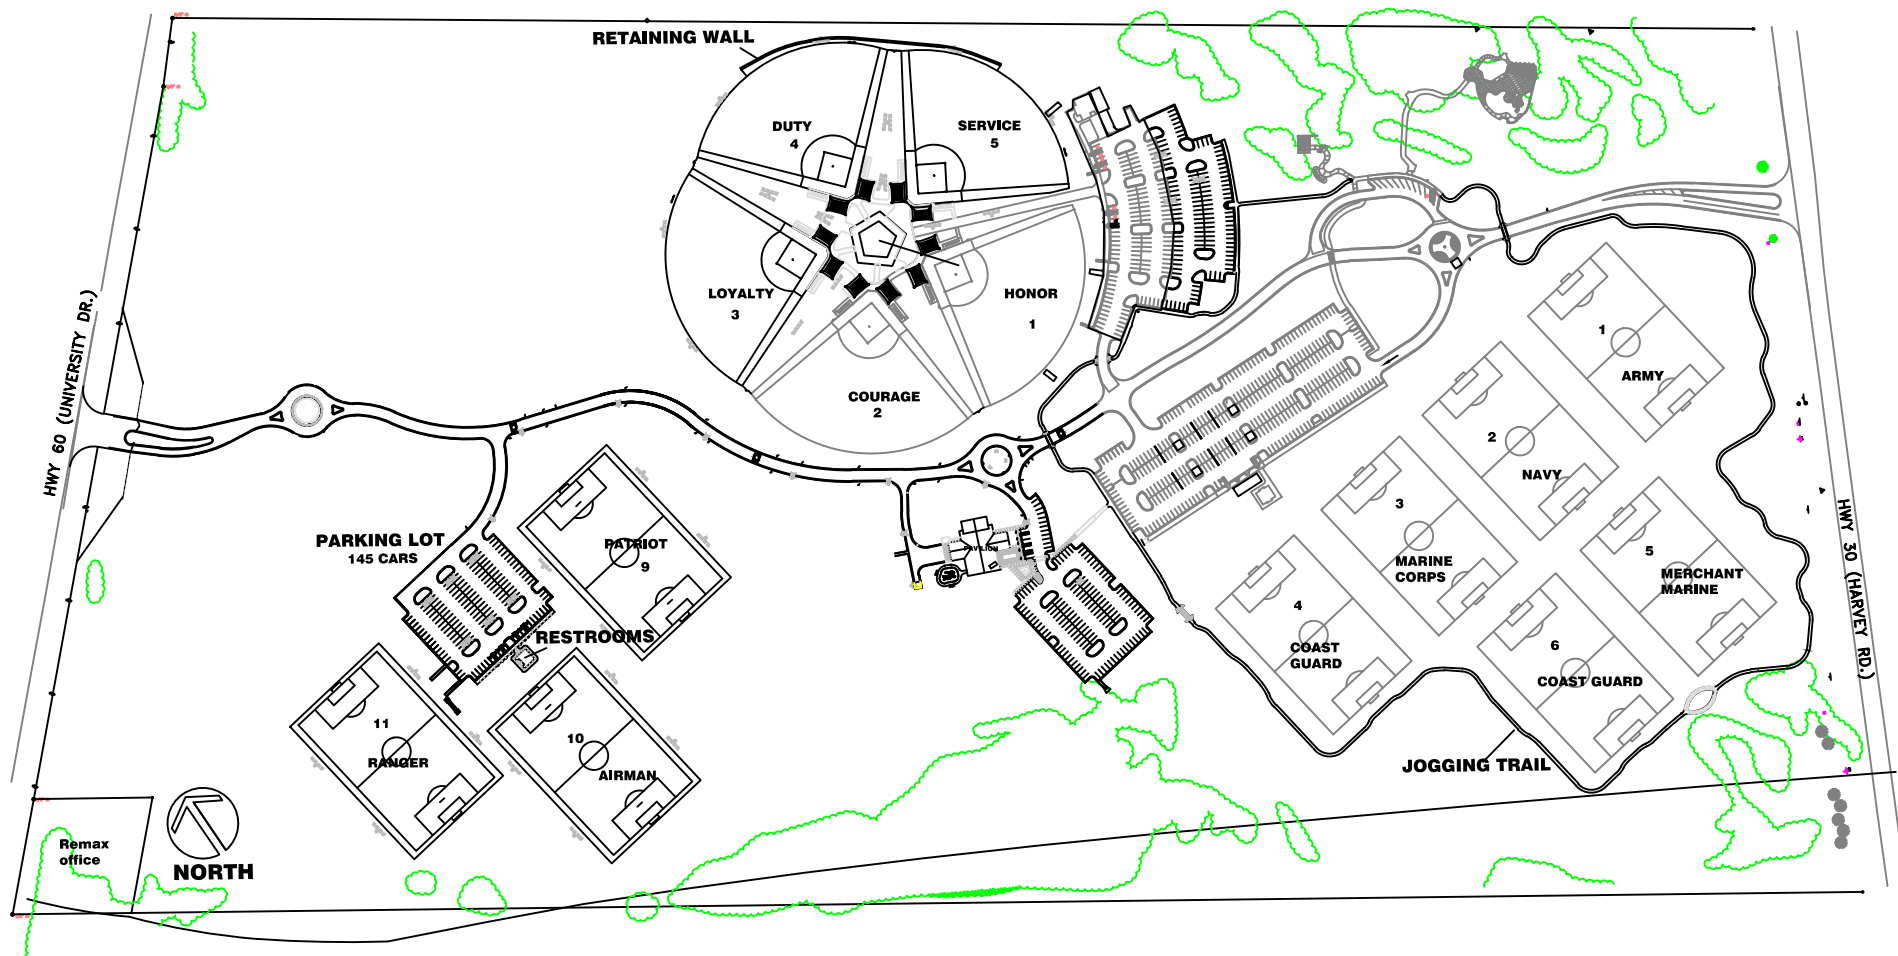 RETAINING WALL
DUTY
4
SERVICE
5
LOYALTY
3
HONOR
1
COURAGE
2
HWY 60 (UNIVERSITY DR.)
HWY 30 (HARVEY RD.)
1
ARMY
2
NAVY
3
MARINE
CORPS
4
COAST
GUARD
5
MERCHANT
MARINE
6
COAST GUARD
PARKING LOT
145 CARS
PATRIOT
9
PAVILION
RESTROOMS
11
RANGER
10
AIRMAN
JOGGING TRAIL
Remax
office
NORTH